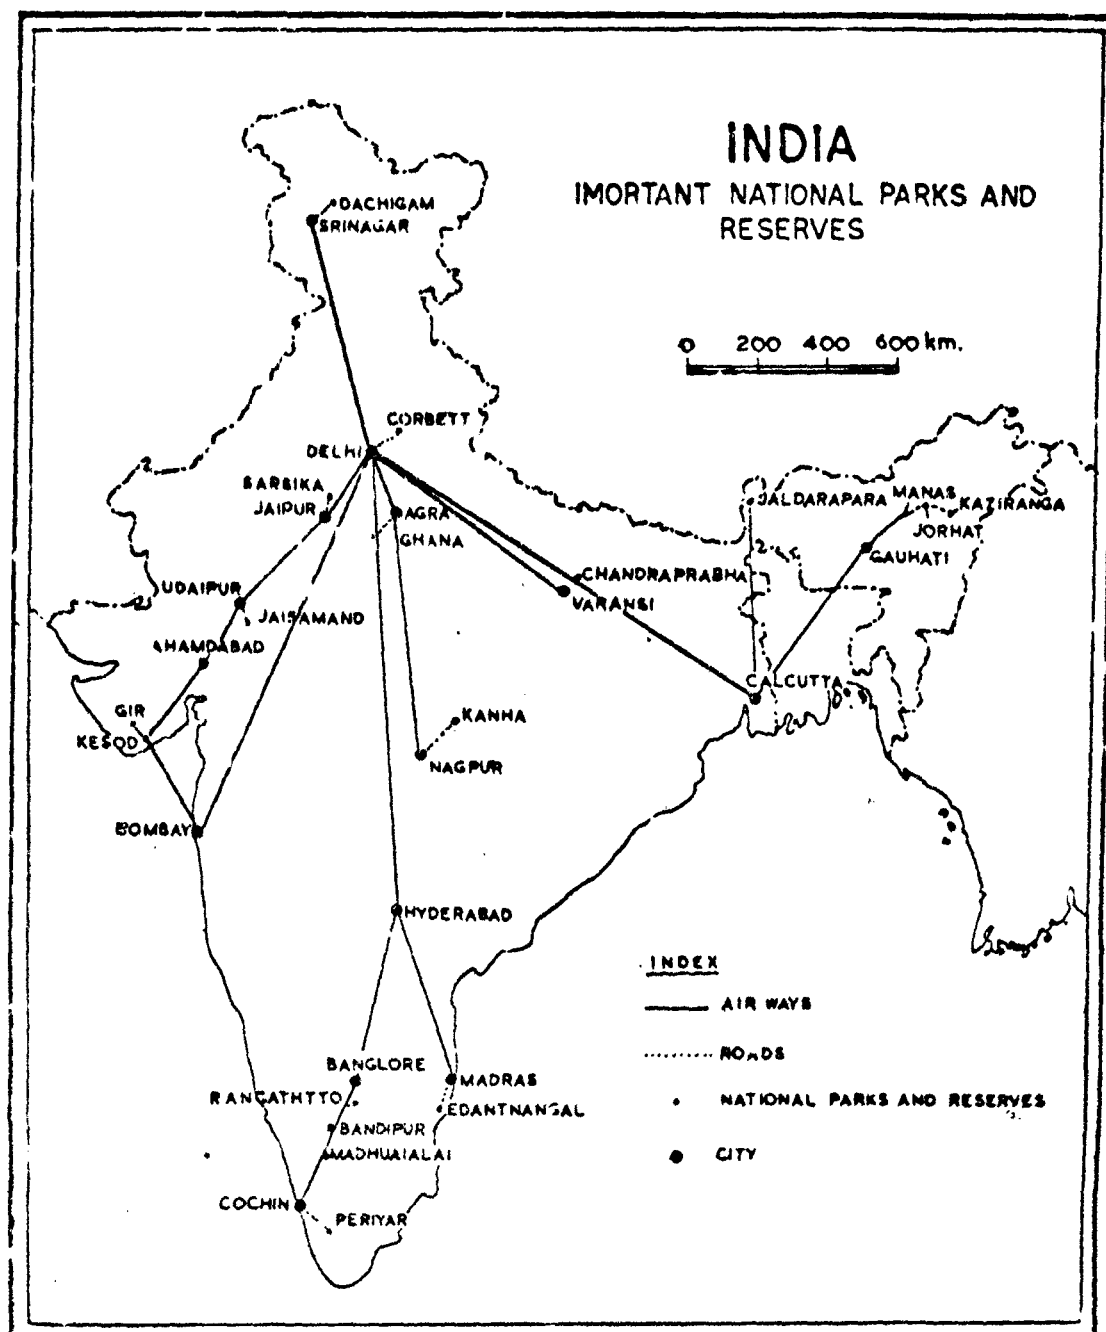 INDIA
IMORTANT NATIONAL PARKS AND
RESERVES
0 200 400 600 km.
DACHIGAM
SRINAGAR
CORBETT
DELHI
SARSIKA
JAIPUR
AGRA
GHANA
JALDARAPARA
MANAS
KAZIRANGA
JORHAT
GAUHATI
CHANDRAPRABHA
VARANSI
UDAIPUR
JAISAMAND
AHAMDABAD
CALCUTTA
GIR
KESOD
KANHA
NAGPUR
BOMBAY
HYDERABAD
INDEX
AIR WAYS
ROADS
NATIONAL PARKS AND RESERVES
CITY
BANGLORE
MADRAS
RANGATHTTO
EDANTNANGAL
BANDIPUR
COCHIN
PERIYAR